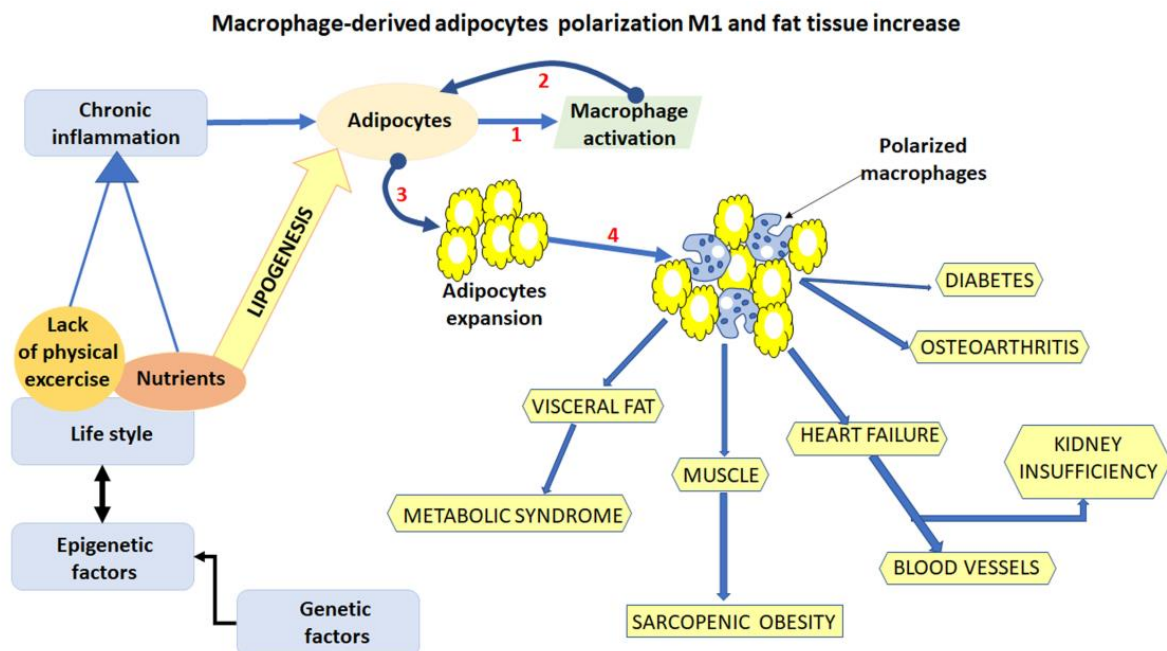 Macrophage-derived adipocytes polarization M1 and fat tissue increase
2
Chronic
inflammation
Adipocytes
1
Macrophage
activation
Polarized
macrophages
3
4
LIPOGENESIS
Adipocytes
expansion
DIABETES
OSTEOARTHRITIS
Lack
of physical
excercise
Nutrients
Life style
VISCERAL FAT
HEART FAILURE
KIDNEY
INSUFFICIENCY
MUSCLE
METABOLIC SYNDROME
Epigenetic
factors
BLOOD VESSELS
Genetic
factors
SARCOPENIC OBESITY